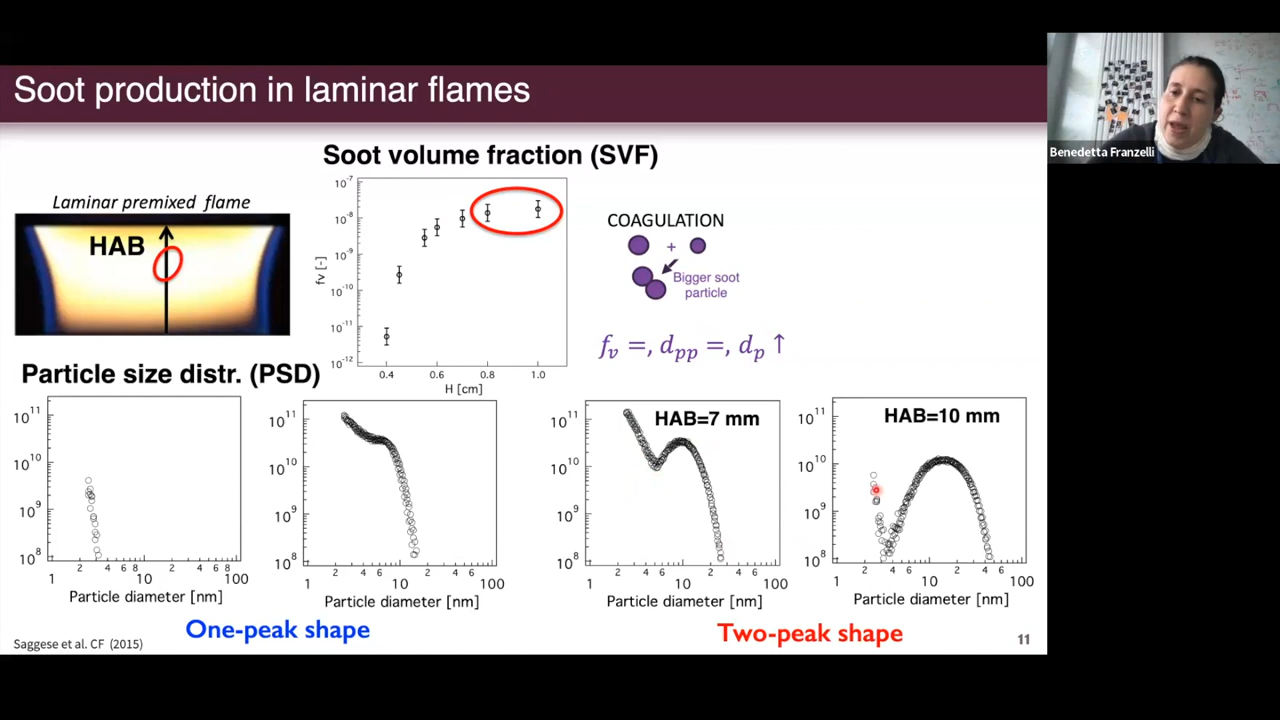 Soot production in laminar flames
Benedetta Franzelli
Soot volume fraction (SVF)
Laminar premixed flame
HAB
fv [-]
10⁻⁷
10⁻⁸
10⁻⁹
10⁻¹⁰
10⁻¹¹
10⁻¹²
0.4 0.6 0.8 1.0
H [cm]
COAGULATION
+
Bigger soot
particle
f_v =, d_pp =, d_p ↑
Particle size distr. (PSD)
10¹¹
10¹⁰
10⁹
10⁸
1 2 4 6 8 10 2 4 6 8 100
Particle diameter [nm]
10¹¹
10¹⁰
10⁹
10⁸
1 2 4 6 10 2 4 6 100
Particle diameter [nm]
One-peak shape
HAB=7 mm
10¹¹
10¹⁰
10⁹
10⁸
1 2 4 6 10 2 4 6 100
Particle diameter [nm]
HAB=10 mm
10¹¹
10¹⁰
10⁹
10⁸
1 2 4 6 10 2 4 6 100
Particle diameter [nm]
Two-peak shape
Saggese et al. CF (2015)
11